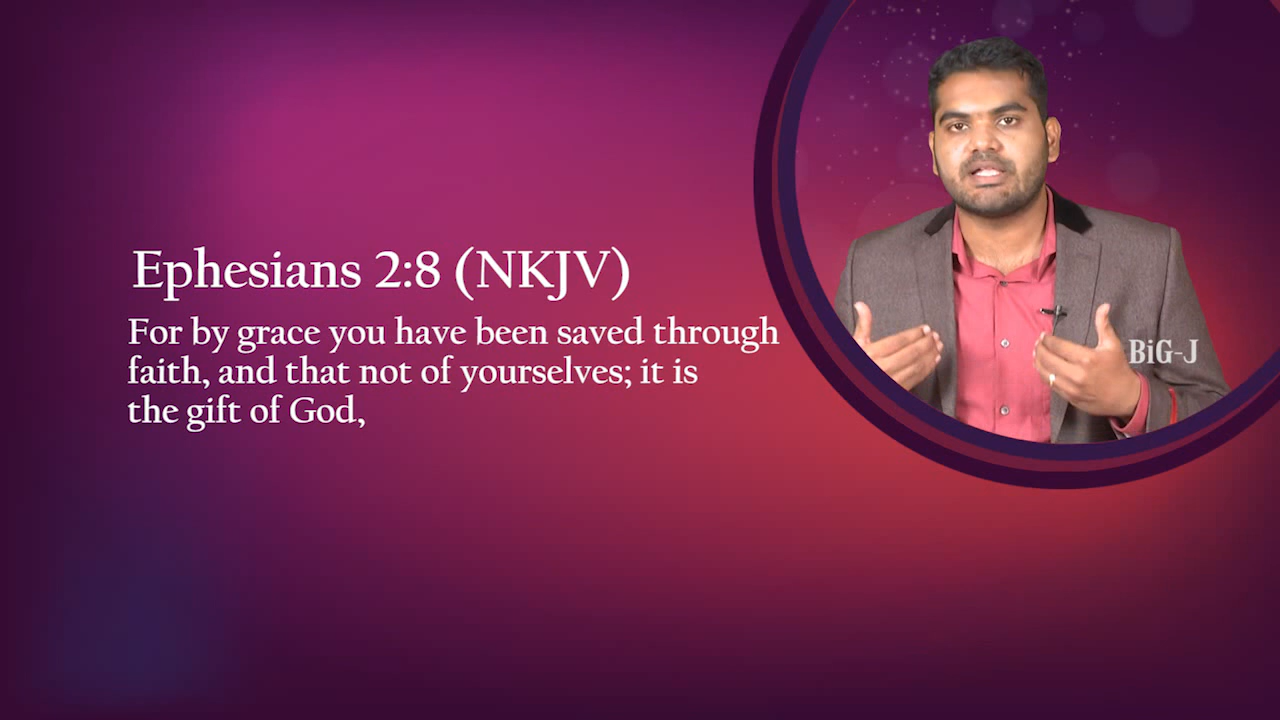 Ephesians 2:8 (NKJV)
For by grace you have been saved through
faith, and that not of yourselves; it is
the gift of God,
BiG-J